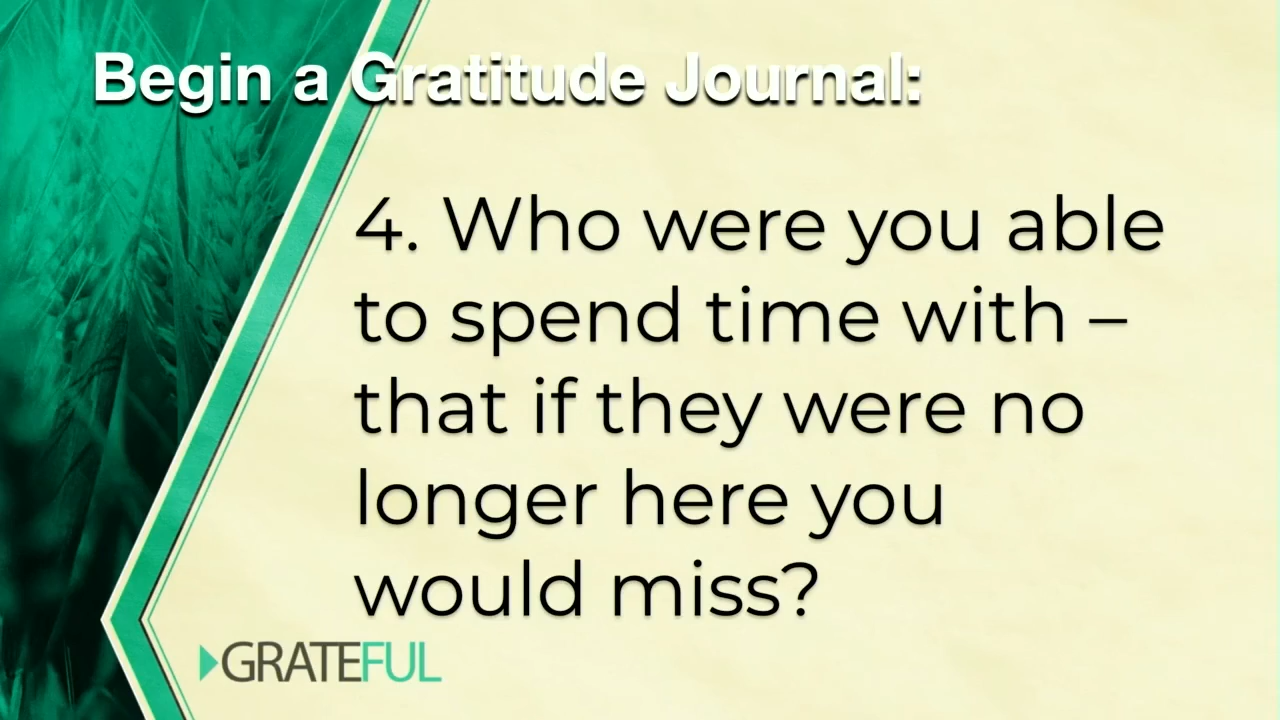 Begin a Gratitude Journal:
4. Who were you able
to spend time with –
that if they were no
longer here you
would miss?
GRATEFUL